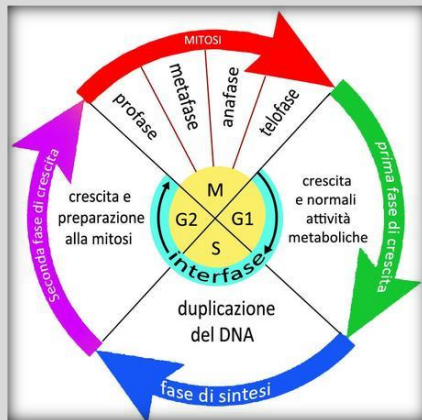 MITOSI
profase
metafase
anafase
telofase
prima fase di crescita
crescita
e normali
attività
metaboliche
crescita e
preparazione
alla mitosi
Seconda fase di crescita
M
G2
G1
S
interfase
duplicazione
del DNA
fase di sintesi